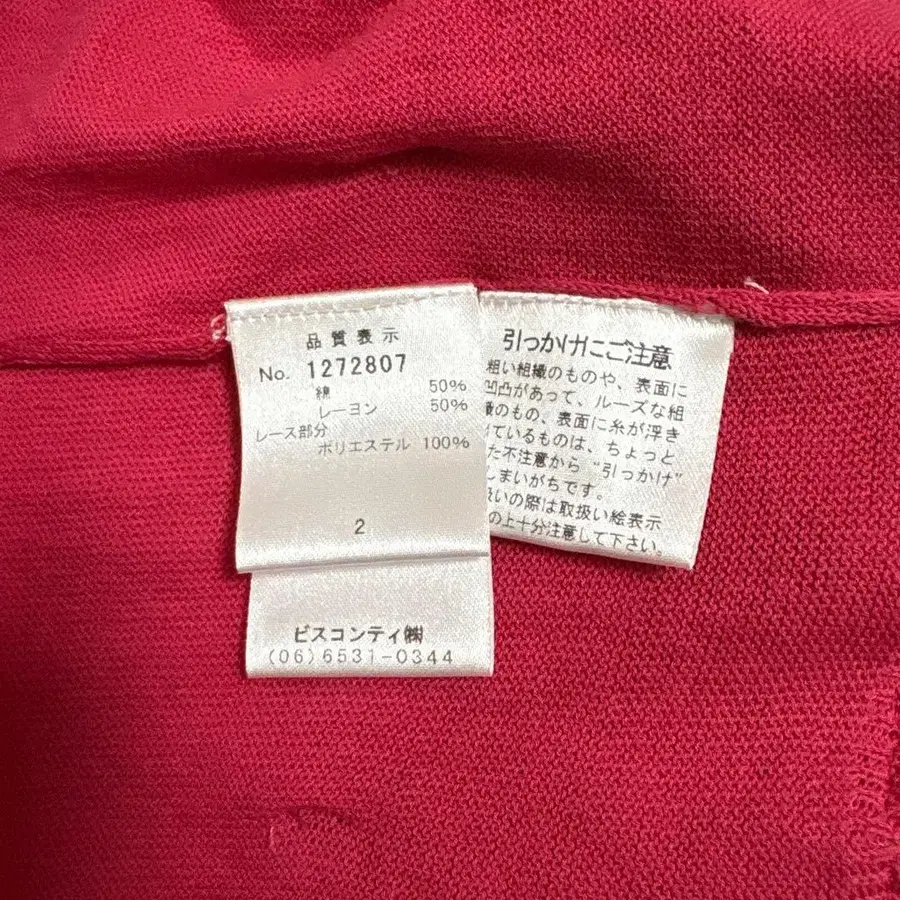 品質表示
No. 1272807
綿 50%
レーヨン 50%
レース部分
ポリエステル 100%
2
ビスコンティ㈱
(06)6531-0344
引っかけにご注意
粗い組織のものや、表面に
凹凸があって、ルーズな組
織のもの、表面に糸が浮き
ているものは、ちょっと
た不注意から"引っかけ"
しまいがちです。
扱いの際は取扱い絵表示
の上十分注意して下さい。